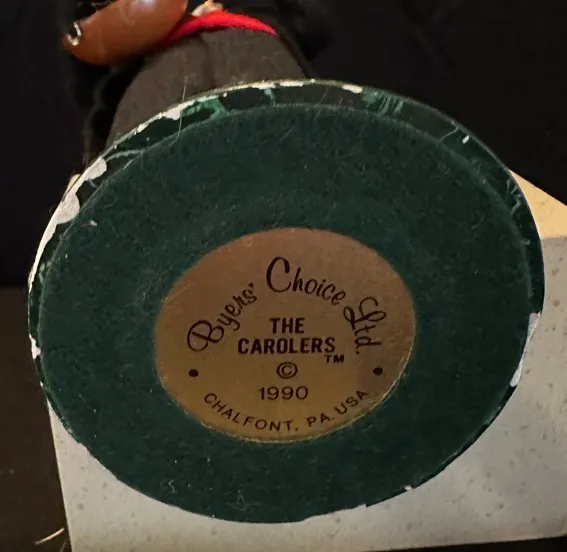 Byers' Choice Ltd.
THE
CAROLERS™
©
• 1990 •
CHALFONT, PA. USA